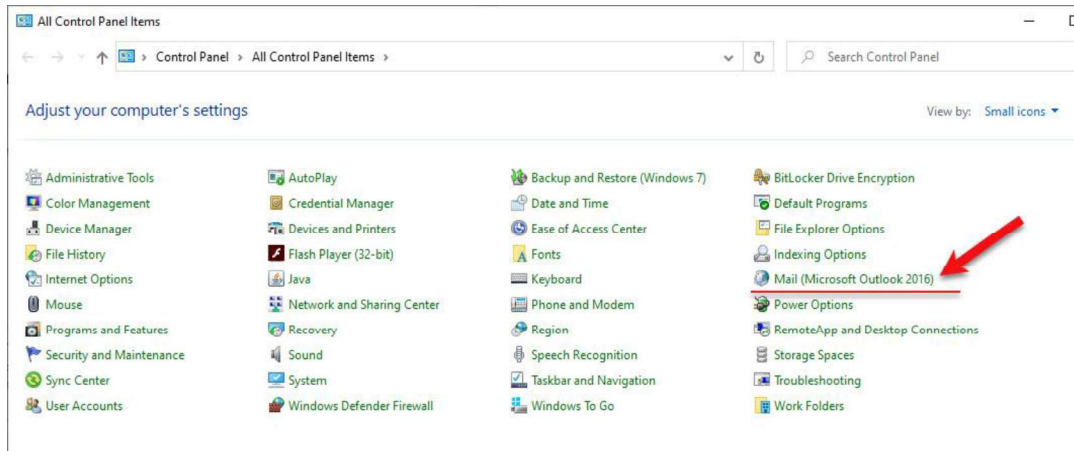 All Control Panel Items
Control Panel > All Control Panel Items >
Search Control Panel
Adjust your computer's settings
View by: Small icons
Administrative Tools
AutoPlay
Backup and Restore (Windows 7)
BitLocker Drive Encryption
Color Management
Credential Manager
Date and Time
Default Programs
Device Manager
Devices and Printers
Ease of Access Center
File Explorer Options
File History
Flash Player (32-bit)
Fonts
Indexing Options
Internet Options
Java
Keyboard
Mail (Microsoft Outlook 2016)
Mouse
Network and Sharing Center
Phone and Modem
Power Options
Programs and Features
Recovery
Region
RemoteApp and Desktop Connections
Security and Maintenance
Sound
Speech Recognition
Storage Spaces
Sync Center
System
Taskbar and Navigation
Troubleshooting
User Accounts
Windows Defender Firewall
Windows To Go
Work Folders